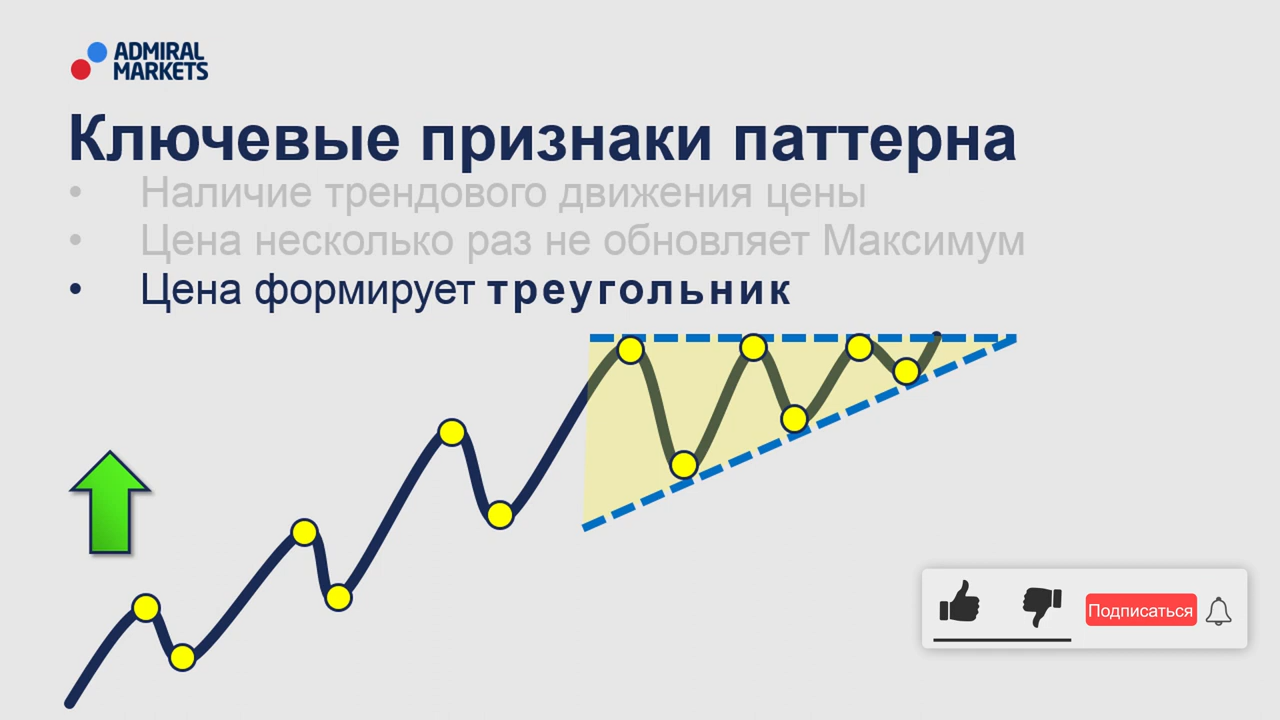 ADMIRAL
MARKETS
Ключевые признаки паттерна
• Наличие трендового движения цены
• Цена несколько раз не обновляет Максимум
• Цена формирует треугольник
Подписаться